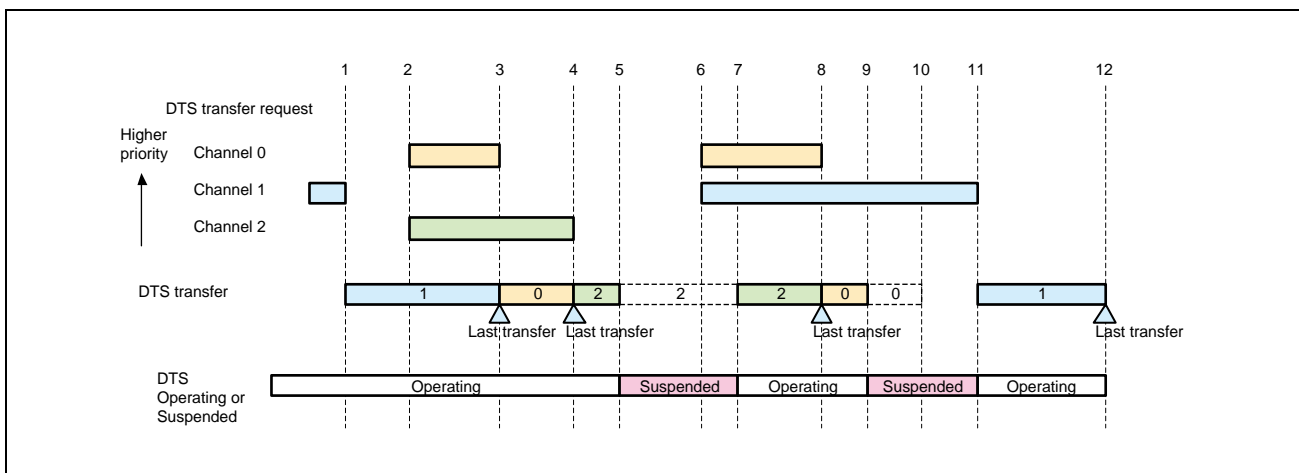 1 2 3 4 5 6 7 8 9 10 11 12
DTS transfer request
Higher
priority
Channel 0
Channel 1
Channel 2
DTS transfer
1 0 2 2 2 0 0 1
Last transfer Last transfer Last transfer Last transfer
DTS
Operating or
Suspended
Operating Suspended Operating Suspended Operating